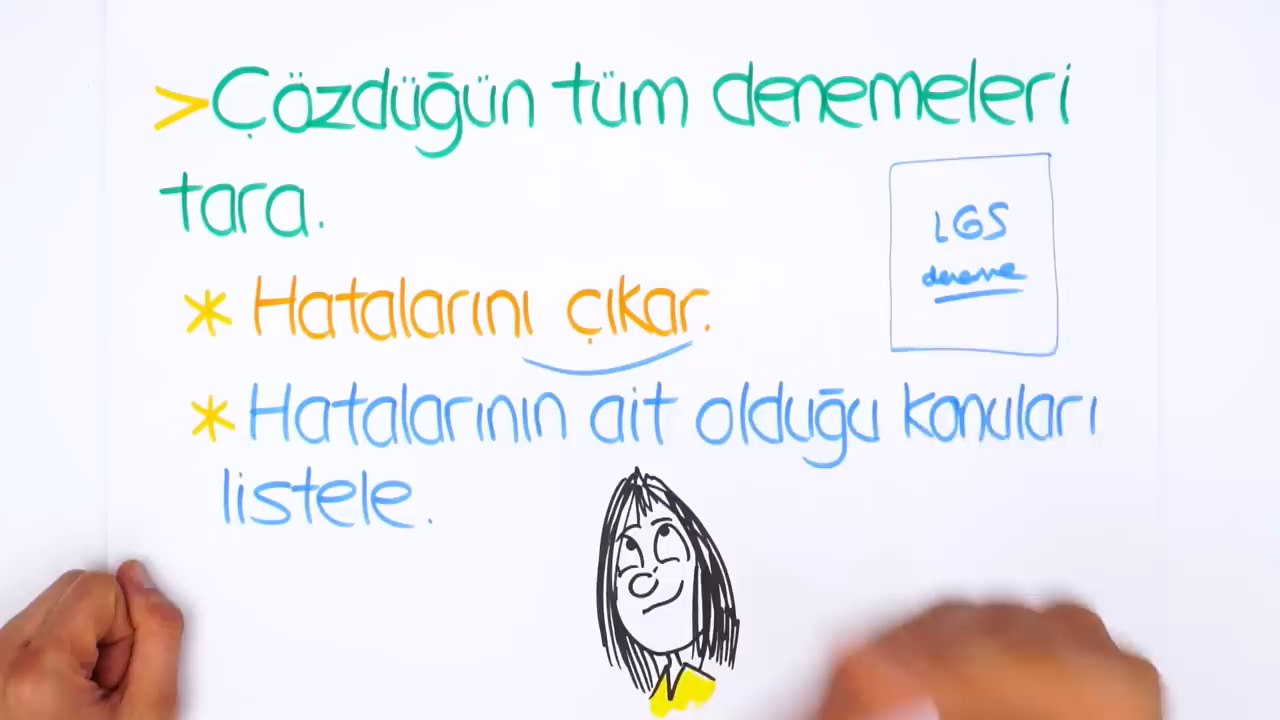 > Çözdüğün tüm denemeleri
tara.
LGS
deneme
* Hatalarını çıkar.
* Hatalarının ait olduğu konuları
listele.